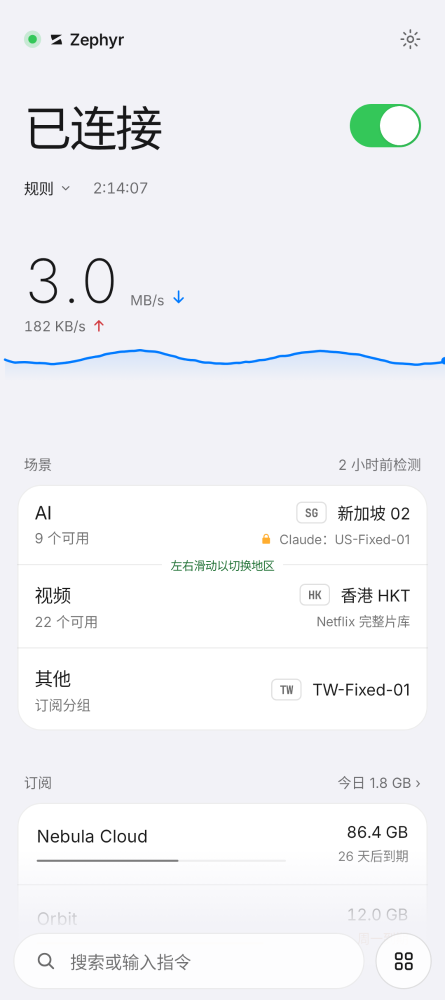 Zephyr
已连接
规则 2:14:07
3.0 MB/s ↓
182 KB/s ↑
场景 2 小时前检测
AI SG 新加坡 02
9 个可用 Claude：US-Fixed-01
左右滑动以切换地区
视频 HK 香港 HKT
22 个可用 Netflix 完整片库
其他 TW TW-Fixed-01
订阅分组
订阅 今日 1.8 GB ›
Nebula Cloud 86.4 GB
26 天后到期
Orbit 12.0 GB
搜索或输入指令